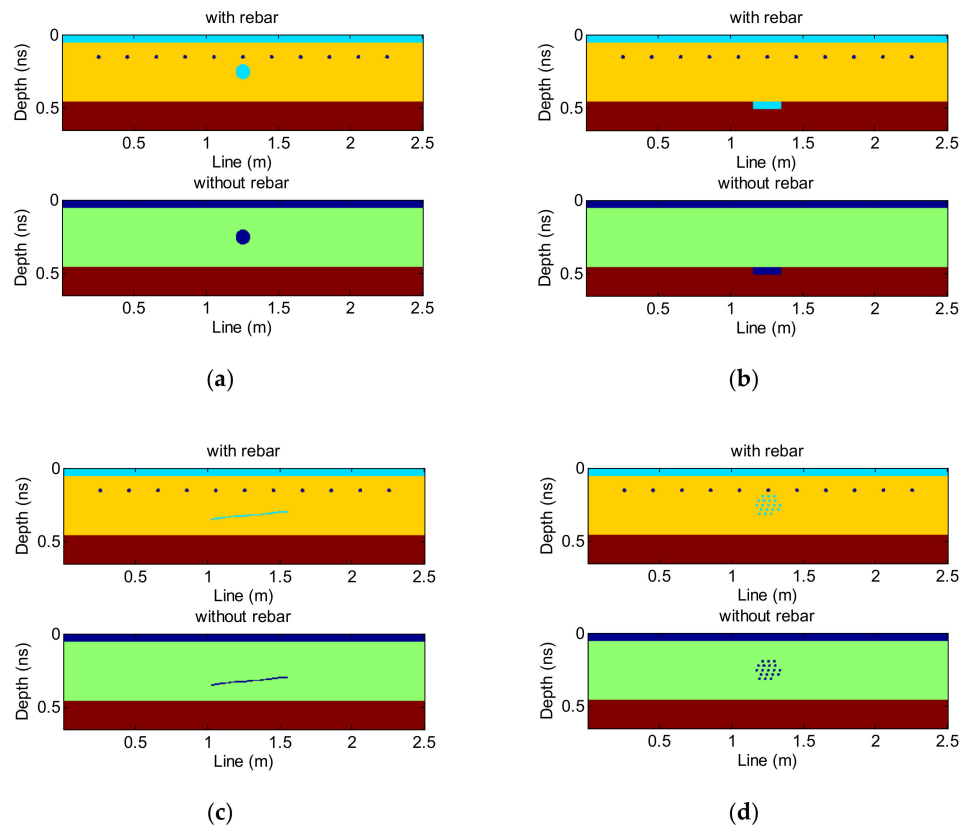 with rebar
0
0.5
Depth (ns)
0.5 1 1.5 2 2.5
Line (m)
without rebar
0
0.5
Depth (ns)
0.5 1 1.5 2 2.5
Line (m)
(a)
with rebar
0
0.5
Depth (ns)
0.5 1 1.5 2 2.5
Line (m)
without rebar
0
0.5
Depth (ns)
0.5 1 1.5 2 2.5
Line (m)
(b)
with rebar
0
0.5
Depth (ns)
0.5 1 1.5 2 2.5
Line (m)
without rebar
0
0.5
Depth (ns)
0.5 1 1.5 2 2.5
Line (m)
(c)
with rebar
0
0.5
Depth (ns)
0.5 1 1.5 2 2.5
Line (m)
without rebar
0
0.5
Depth (ns)
0.5 1 1.5 2 2.5
Line (m)
(d)